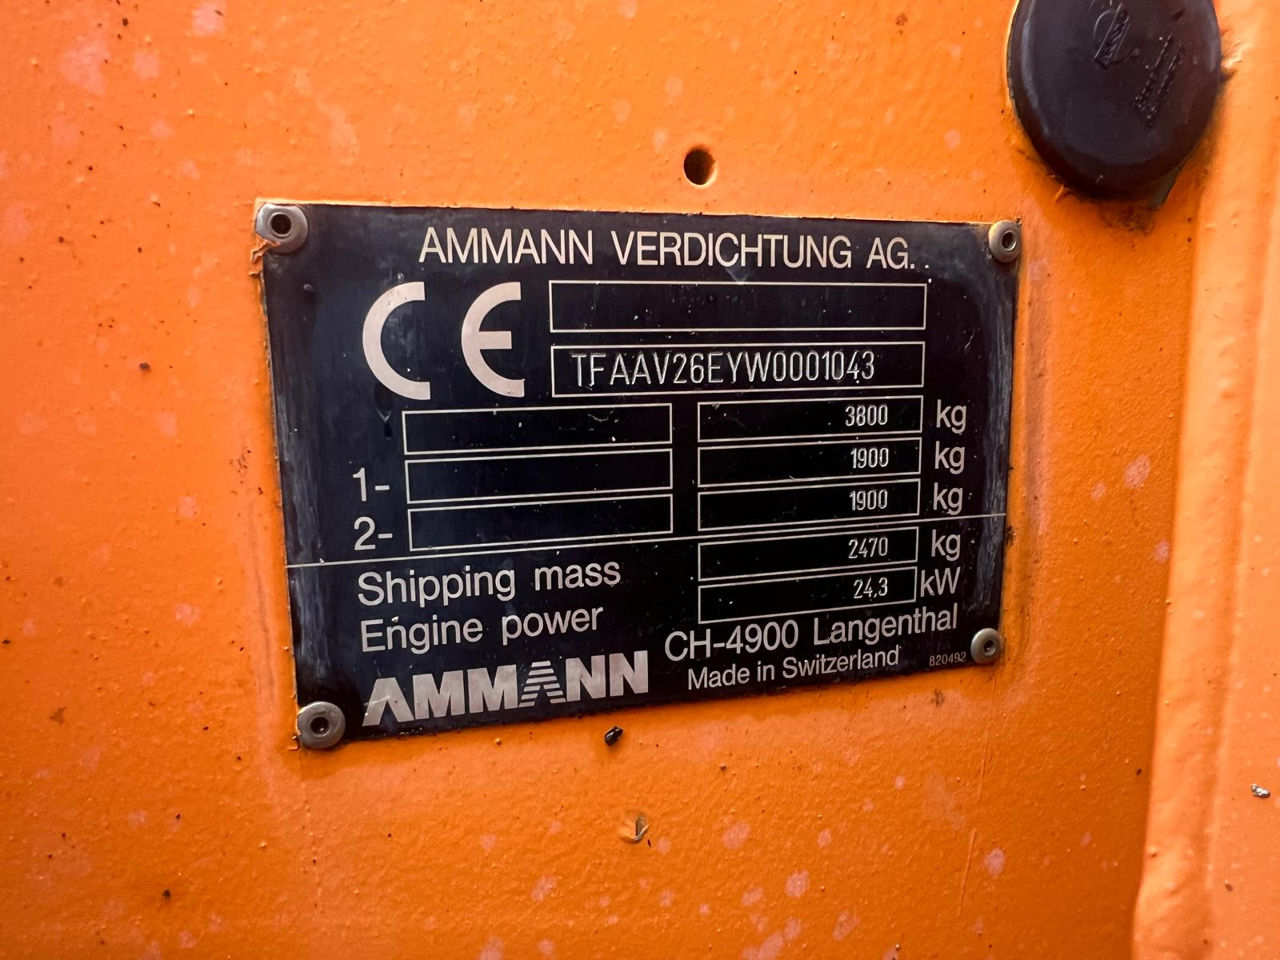 AMMANN VERDICHTUNG AG.
CE
TFAAV26EYW0001043
3800 kg
1- 1900 kg
2- 1900 kg
Shipping mass 2470 kg
Engine power 24,3 kW
CH-4900 Langenthal
AMMANN Made in Switzerland 820492